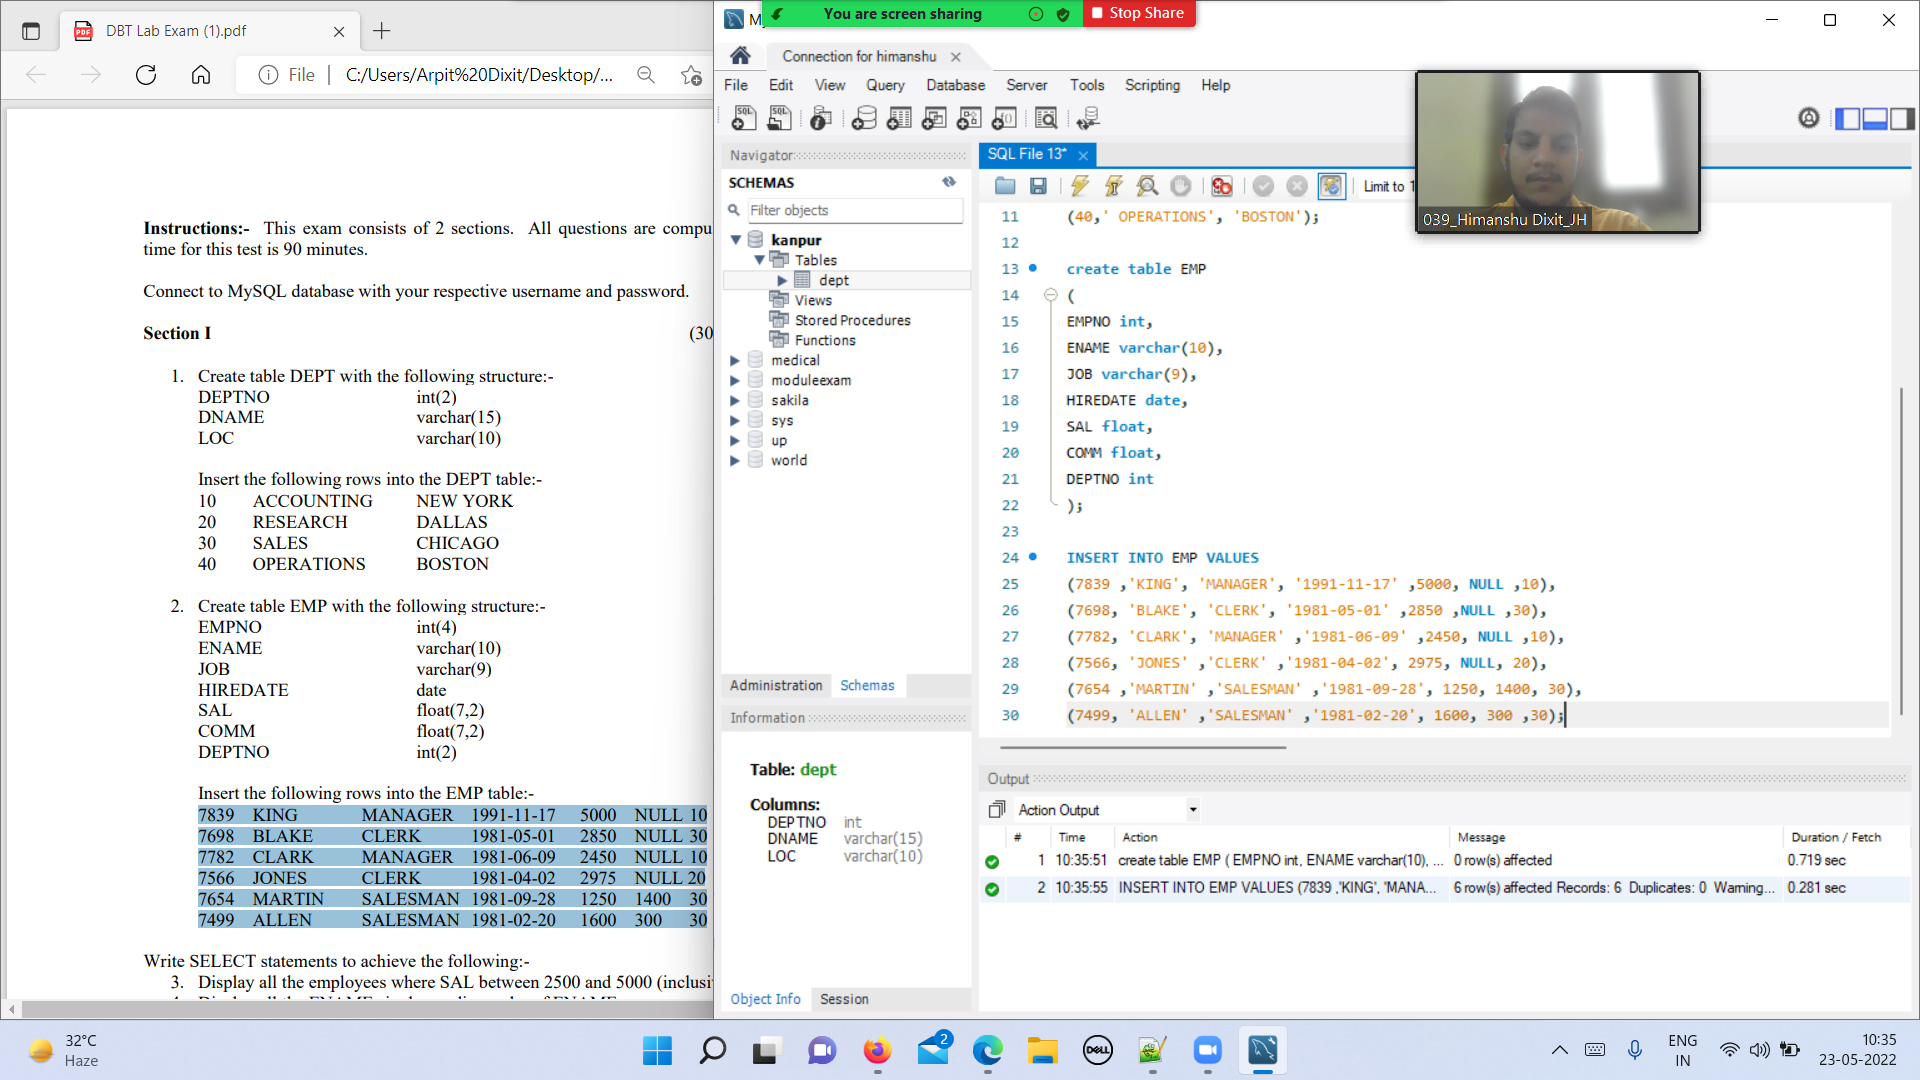 DBT Lab Exam (1).pdf
File
C:/Users/Arpit%20Dixit/Desktop/...
Instructions:- This exam consists of 2 sections. All questions are compu
time for this test is 90 minutes.
Connect to MySQL database with your respective username and password.
Section I (30
1. Create table DEPT with the following structure:-
DEPTNO int(2)
DNAME varchar(15)
LOC varchar(10)
Insert the following rows into the DEPT table:-
10 ACCOUNTING NEW YORK
20 RESEARCH DALLAS
30 SALES CHICAGO
40 OPERATIONS BOSTON
2. Create table EMP with the following structure:-
EMPNO int(4)
ENAME varchar(10)
JOB varchar(9)
HIREDATE date
SAL float(7,2)
COMM float(7,2)
DEPTNO int(2)
Insert the following rows into the EMP table:-
7839 KING MANAGER 1991-11-17 5000 NULL 10
7698 BLAKE CLERK 1981-05-01 2850 NULL 30
7782 CLARK MANAGER 1981-06-09 2450 NULL 10
7566 JONES CLERK 1981-04-02 2975 NULL 20
7654 MARTIN SALESMAN 1981-09-28 1250 1400 30
7499 ALLEN SALESMAN 1981-02-20 1600 300 30
Write SELECT statements to achieve the following:-
3. Display all the employees where SAL between 2500 and 5000 (inclusi
You are screen sharing
Stop Share
Connection for himanshu
File Edit View Query Database Server Tools Scripting Help
039_Himanshu Dixit_JH
Navigator
SCHEMAS
Filter objects
kanpur
Tables
dept
Views
Stored Procedures
Functions
medical
moduleexam
sakila
sys
up
world
Administration Schemas
Information
Table: dept
Columns:
DEPTNO int
DNAME varchar(15)
LOC varchar(10)
Object Info Session
SQL File 13*
Limit to 1
11 (40,' OPERATIONS', 'BOSTON');
12
13 create table EMP
14 (
15 EMPNO int,
16 ENAME varchar(10),
17 JOB varchar(9),
18 HIREDATE date,
19 SAL float,
20 COMM float,
21 DEPTNO int
22 );
23
24 INSERT INTO EMP VALUES
25 (7839 ,'KING', 'MANAGER', '1991-11-17' ,5000, NULL ,10),
26 (7698, 'BLAKE', 'CLERK', '1981-05-01' ,2850 ,NULL ,30),
27 (7782, 'CLARK', 'MANAGER' ,'1981-06-09' ,2450, NULL ,10),
28 (7566, 'JONES' ,'CLERK' ,'1981-04-02', 2975, NULL, 20),
29 (7654 ,'MARTIN' ,'SALESMAN' ,'1981-09-28', 1250, 1400, 30),
30 (7499, 'ALLEN' ,'SALESMAN' ,'1981-02-20', 1600, 300 ,30);
Output
Action Output
# Time Action Message Duration / Fetch
1 10:35:51 create table EMP ( EMPNO int, ENAME varchar(10), ... 0 row(s) affected 0.719 sec
2 10:35:55 INSERT INTO EMP VALUES (7839 ,'KING', 'MANA... 6 row(s) affected Records: 6 Duplicates: 0 Warning... 0.281 sec
32°C
Haze
2
DELL
ENG
IN
10:35
23-05-2022